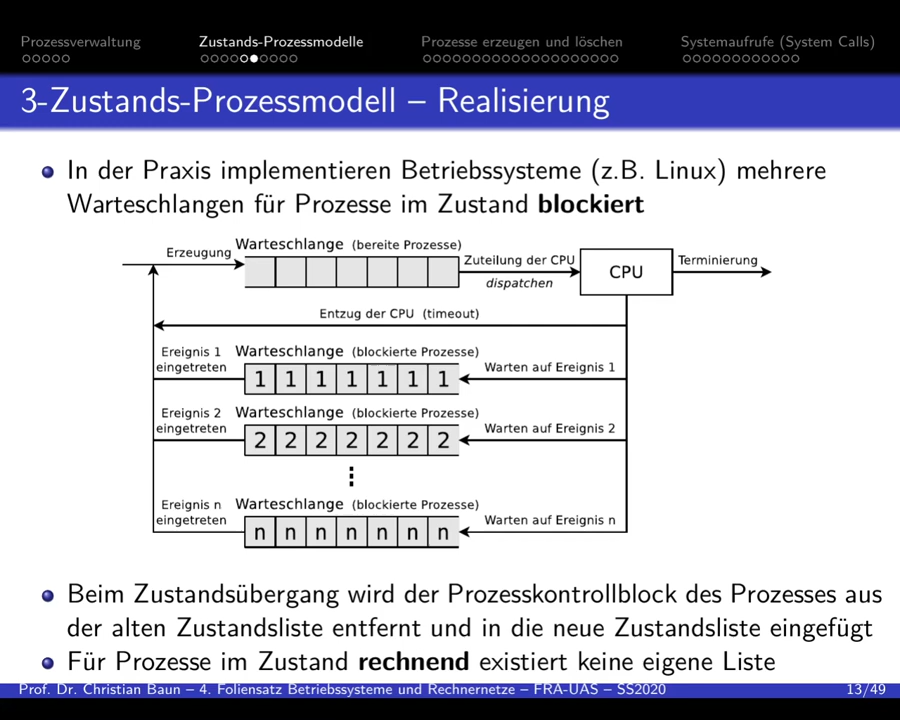 Prozessverwaltung Zustands-Prozessmodelle Prozesse erzeugen und löschen Systemaufrufe (System Calls)
3-Zustands-Prozessmodell – Realisierung
In der Praxis implementieren Betriebssysteme (z.B. Linux) mehrere
Warteschlangen für Prozesse im Zustand blockiert
Erzeugung
Warteschlange (bereite Prozesse)
Zuteilung der CPU
dispatchen
CPU
Terminierung
Entzug der CPU (timeout)
Ereignis 1
eingetreten
Warteschlange (blockierte Prozesse)
1 1 1 1 1 1 1
Warten auf Ereignis 1
Ereignis 2
eingetreten
Warteschlange (blockierte Prozesse)
2 2 2 2 2 2 2
Warten auf Ereignis 2
Ereignis n
eingetreten
Warteschlange (blockierte Prozesse)
n n n n n n n
Warten auf Ereignis n
Beim Zustandsübergang wird der Prozesskontrollblock des Prozesses aus
der alten Zustandsliste entfernt und in die neue Zustandsliste eingefügt
Für Prozesse im Zustand rechnend existiert keine eigene Liste
Prof. Dr. Christian Baun – 4. Foliensatz Betriebssysteme und Rechnernetze – FRA-UAS – SS2020 13/49